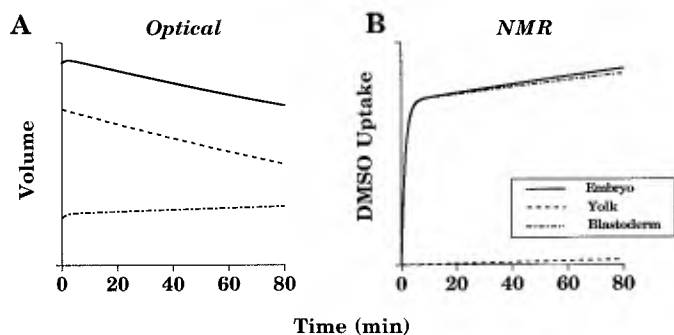 A Optical
Volume
0 20 40 60 80
B NMR
DMSO Uptake
Embryo
Yolk
Blastoderm
0 20 40 60 80
Time (min)